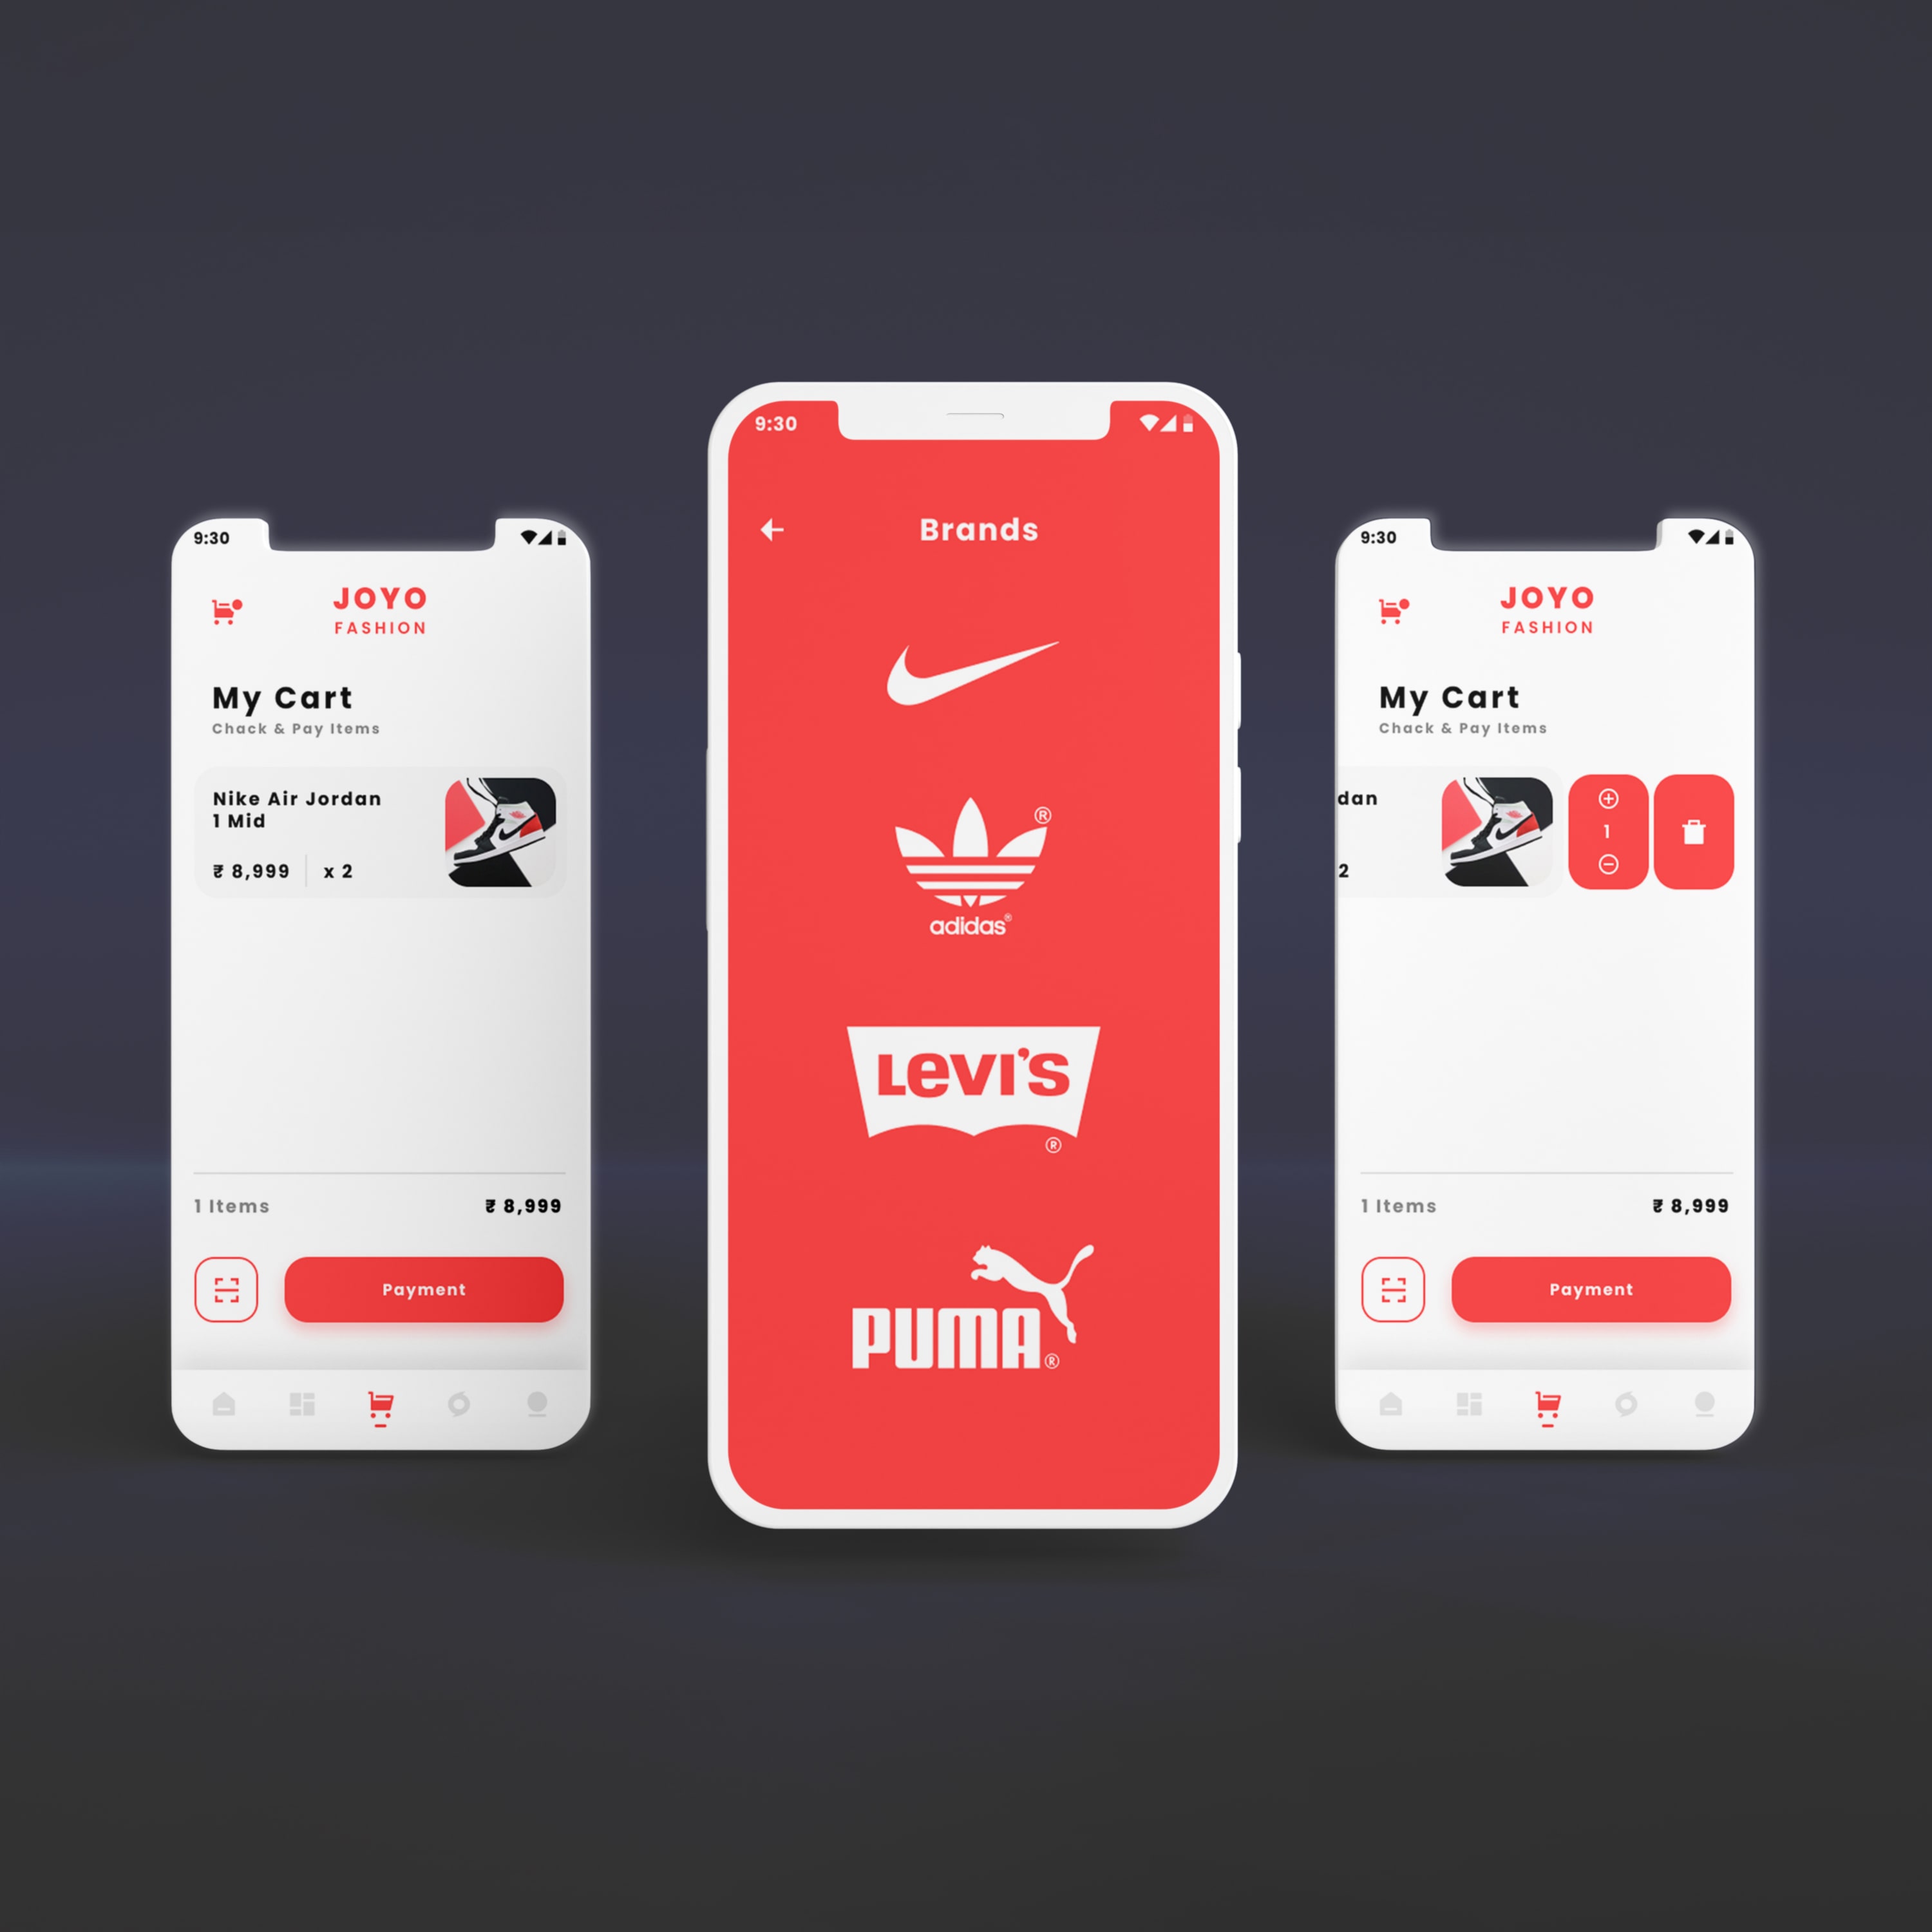 9:30
JOYO
FASHION
My Cart
Chack & Pay Items
Nike Air Jordan
1 Mid
₹ 8,999 x 2
1 Items ₹ 8,999
Payment
9:30
Brands
®
adidas®
Levi's
®
PUMA®
9:30
JOYO
FASHION
My Cart
Chack & Pay Items
dan
1
2
1 Items ₹ 8,999
Payment